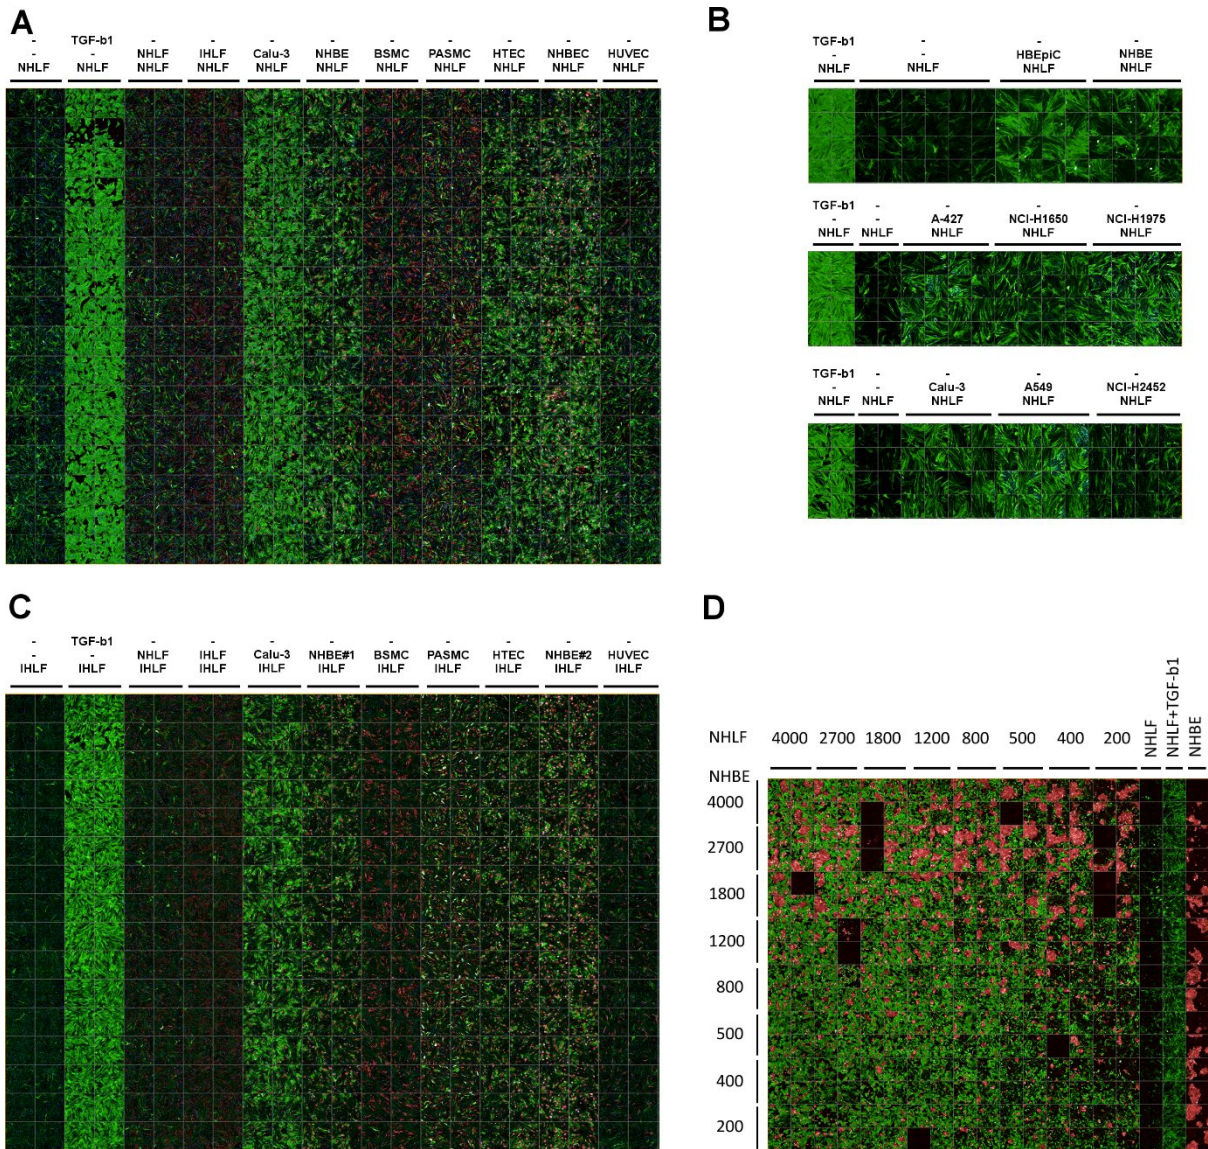 A
- TGF-b1 - - - - - - - - -
- - NHLF IHLF Calu-3 NHBE BSMC PASMC HTEC NHBEC HUVEC
NHLF NHLF NHLF NHLF NHLF NHLF NHLF NHLF NHLF NHLF NHLF
B
TGF-b1 - - -
- - HBEpiC NHBE
NHLF NHLF NHLF NHLF
TGF-b1 - - - -
- - A-427 NCI-H1650 NCI-H1975
NHLF NHLF NHLF NHLF NHLF
TGF-b1 - - - -
- - Calu-3 A549 NCI-H2452
NHLF NHLF NHLF NHLF NHLF
C
- TGF-b1 - - - - - - - - -
- - NHLF IHLF Calu-3 NHBE#1 BSMC PASMC HTEC NHBE#2 HUVEC
IHLF IHLF IHLF IHLF IHLF IHLF IHLF IHLF IHLF IHLF IHLF
D
NHLF 4000 2700 1800 1200 800 500 400 200 NHLF NHLF+TGF-b1 NHBE
NHBE
4000
2700
1800
1200
800
500
400
200